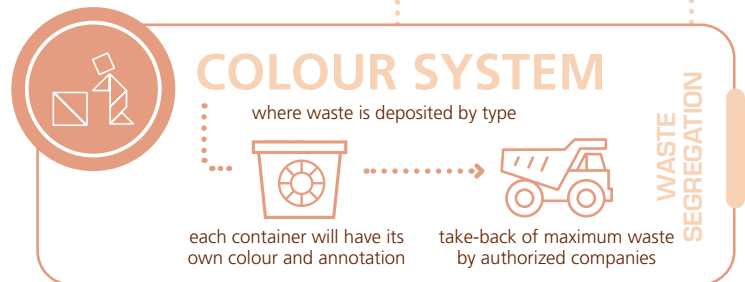 COLOUR SYSTEM
where waste is deposited by type
each container will have its
own colour and annotation
take-back of maximum waste
by authorized companies
WASTE
SEGREGATION